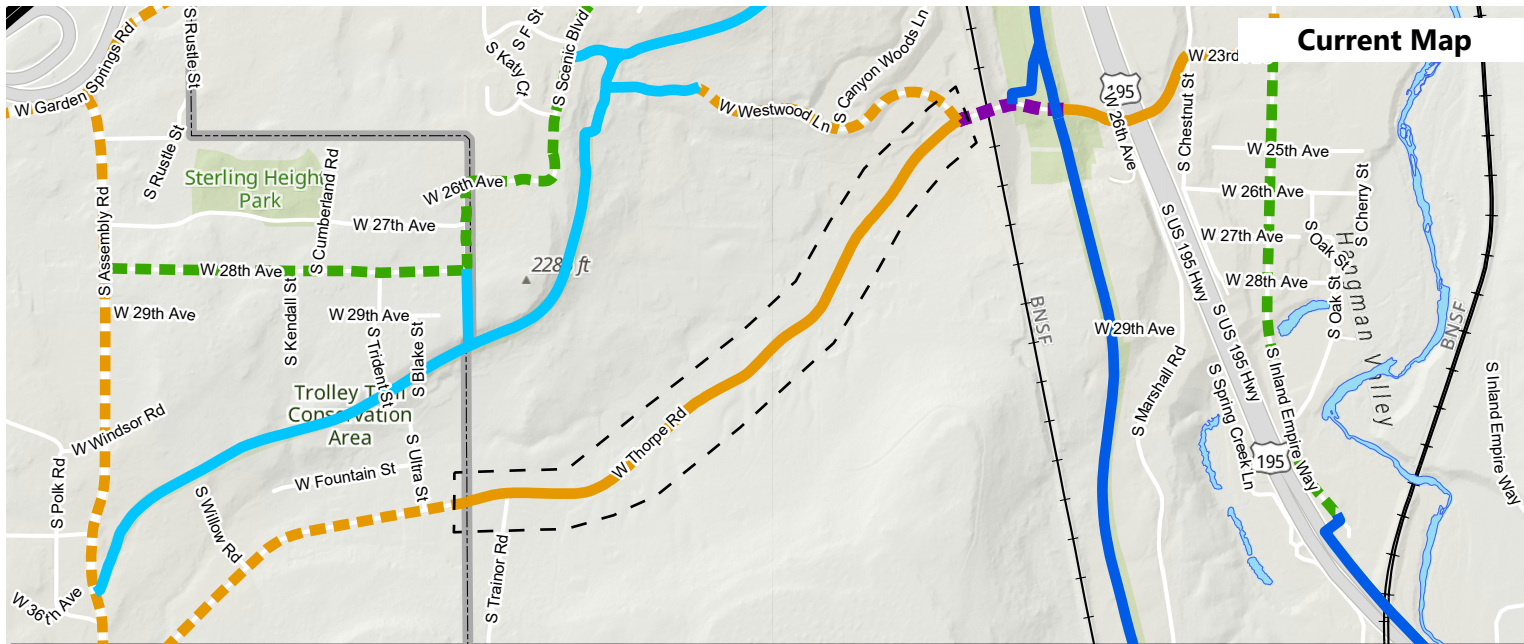 Current Map
S Rustle St
W Garden Springs Rd
S F St
S Katy Ct
S Scenic Blvd
S Canyon Woods Ln
W Westwood Ln
195
W 23rd
W 26th Ave
S Chestnut St
W 25th Ave
W 26th Ave
S Cherry St
W 27th Ave
S Oak St
W 28th Ave
S Oak St
Hangman Valley
S Rustle St
Sterling Heigh
Park
S Cumberland Rd
W 26th Ave
W 27th Ave
S Assembly Rd
W 28th Ave
S Kendall St
W 29th Ave
W 29th Ave
S Trident St
S Blake St
ft
BNSF
W 29th Ave
S US 195 Hwy
S US 195 Hwy
S Marshall Rd
S Spring Creek Ln
S Inland Empire Way
195
BNSF
S Inland Empire Way
Trolley
Conservation
Area
W Windsor Rd
S Polk Rd
S Willow Rd
W Fountain St
S Ultra St
W Thorpe Rd
S Trainor Rd
W 36th Ave